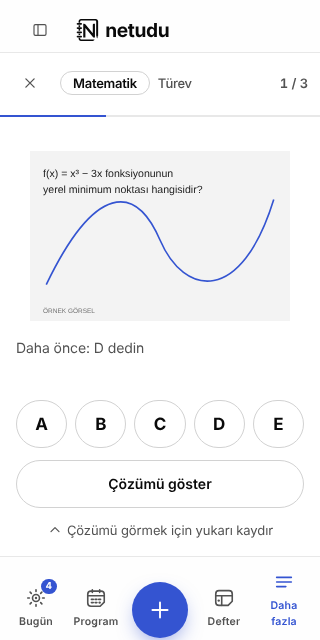 netudu
Matematik Türev 1 / 3
f(x) = x³ − 3x fonksiyonunun
yerel minimum noktası hangisidir?
ÖRNEK GÖRSEL
Daha önce: D dedin
A B C D E
Çözümü göster
Çözümü görmek için yukarı kaydır
4
Bugün Program Defter Daha
fazla